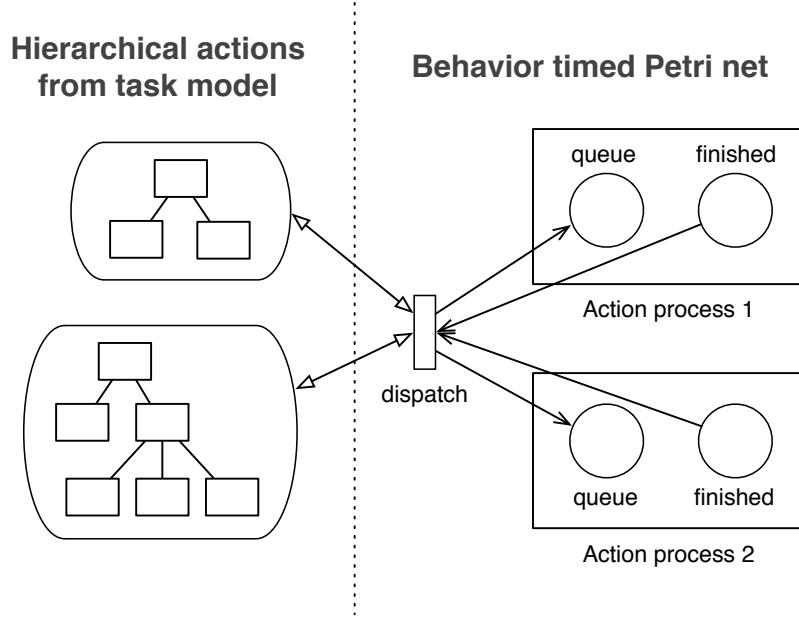 Hierarchical actions
from task model
Behavior timed Petri net
queue
finished
Action process 1
dispatch
queue
finished
Action process 2